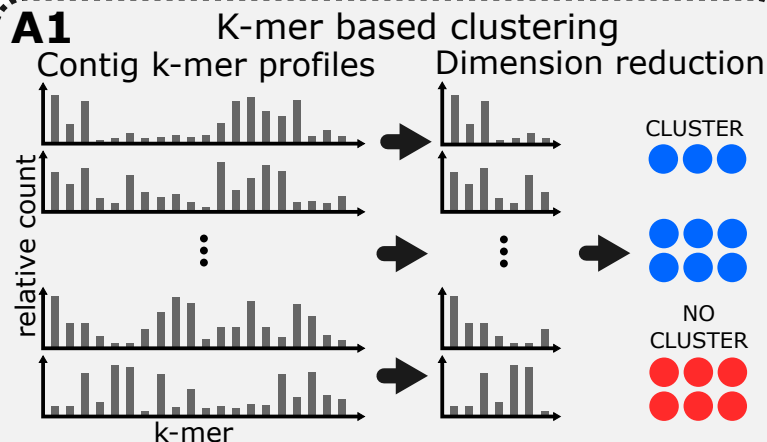 A1
K-mer based clustering
Contig k-mer profiles
Dimension reduction
relative count
CLUSTER
NO
CLUSTER
k-mer